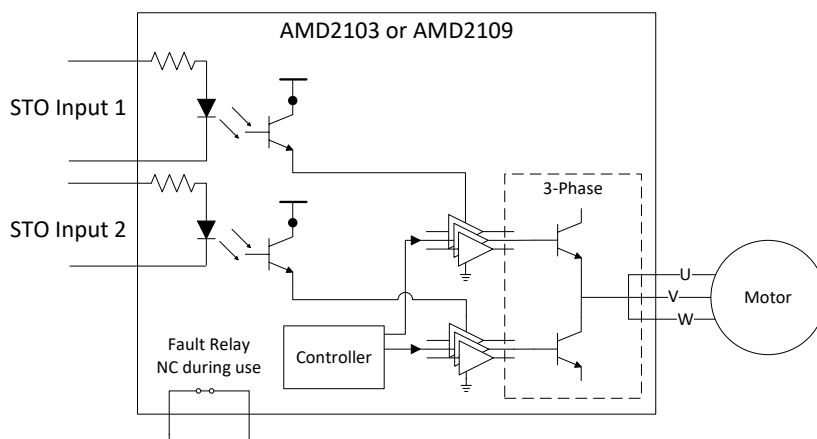 AMD2103 or AMD2109
STO Input 1
STO Input 2
3-Phase
U
V
W
Motor
Controller
Fault Relay
NC during use